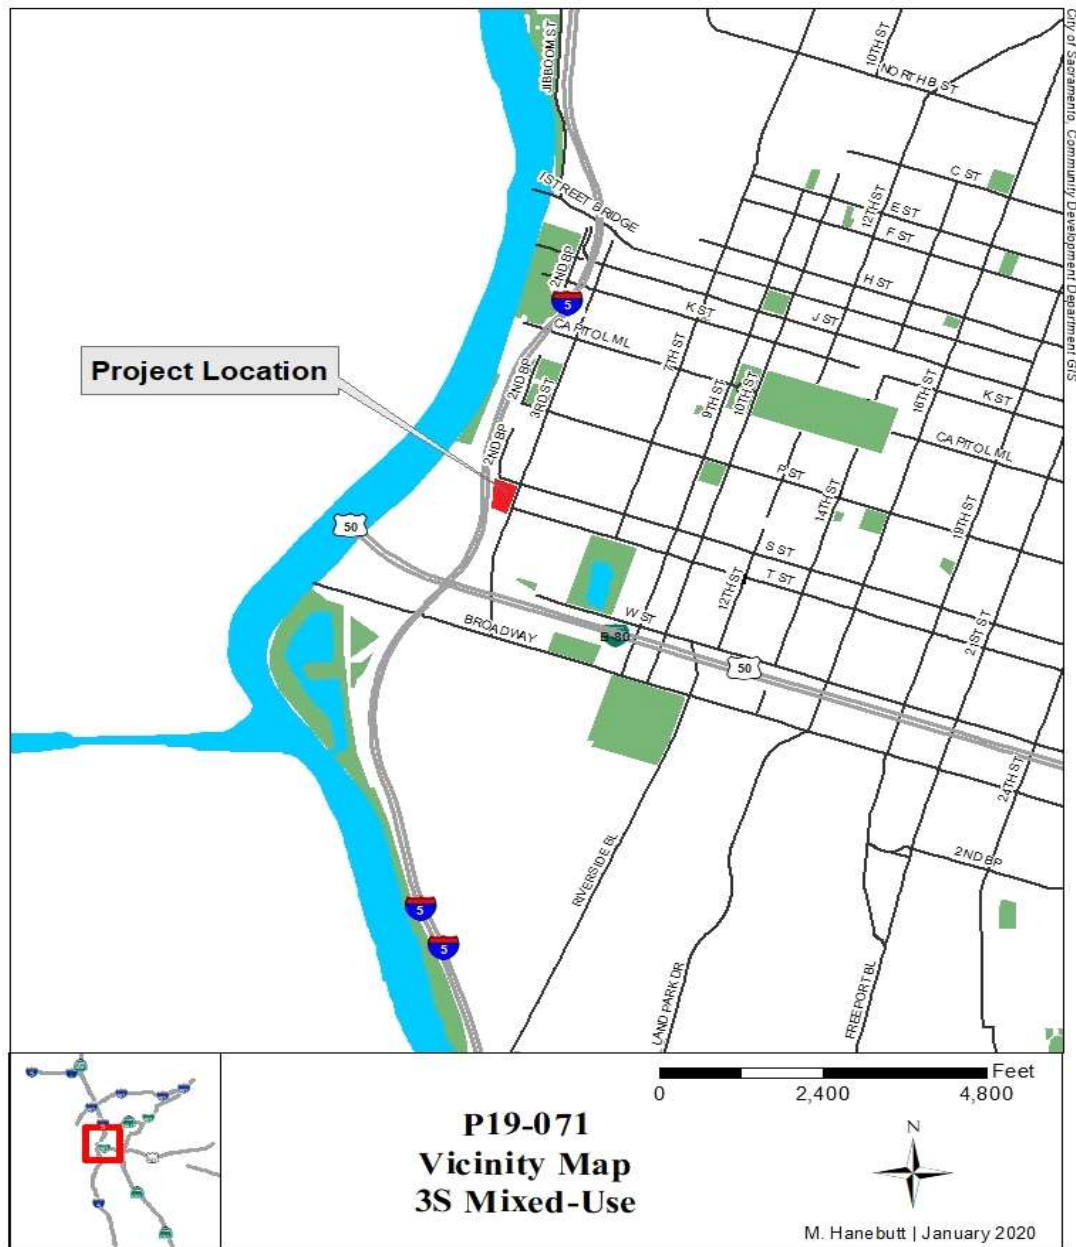 City of Sacramento, Community Development Department GIS
10TH ST
JIBBOOM ST
NORTH B ST
C ST
I STREET BRIDGE
12TH ST
E ST
F ST
2ND BP
H ST
5
K ST
J ST
CAPITOL ML
7TH ST
Project Location
2ND BP
3RD ST
9TH ST
10TH ST
16TH ST
K ST
2ND BP
CAPITOL ML
P ST
14TH ST
19TH ST
50
S ST
T ST
12TH ST
W ST
BROADWAY
B-80
21ST ST
50
24TH ST
2ND BP
RIVERSIDE BL
5
5
LAND PARK DR
FREEPORT BL
Feet
0 2,400 4,800
P19-071
Vicinity Map
3S Mixed-Use
N
M. Hanebutt | January 2020